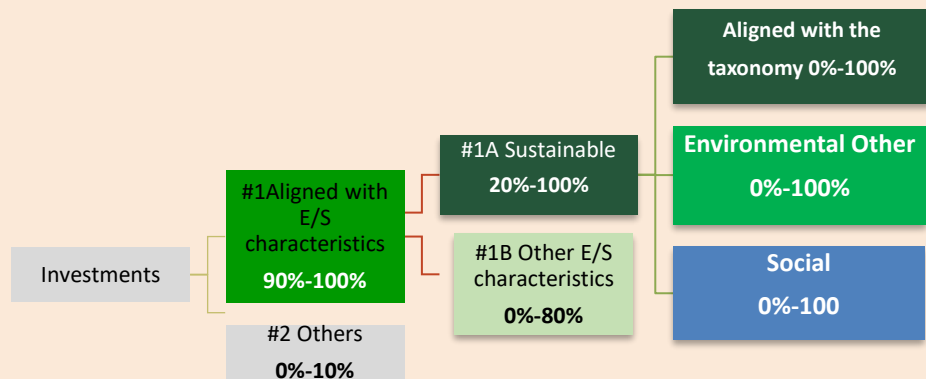 Investments
#1Aligned with
E/S
characteristics
90%-100%
#2 Others
0%-10%
#1A Sustainable
20%-100%
#1B Other E/S
characteristics
0%-80%
Aligned with the
taxonomy 0%-100%
Environmental Other
0%-100%
Social
0%-100